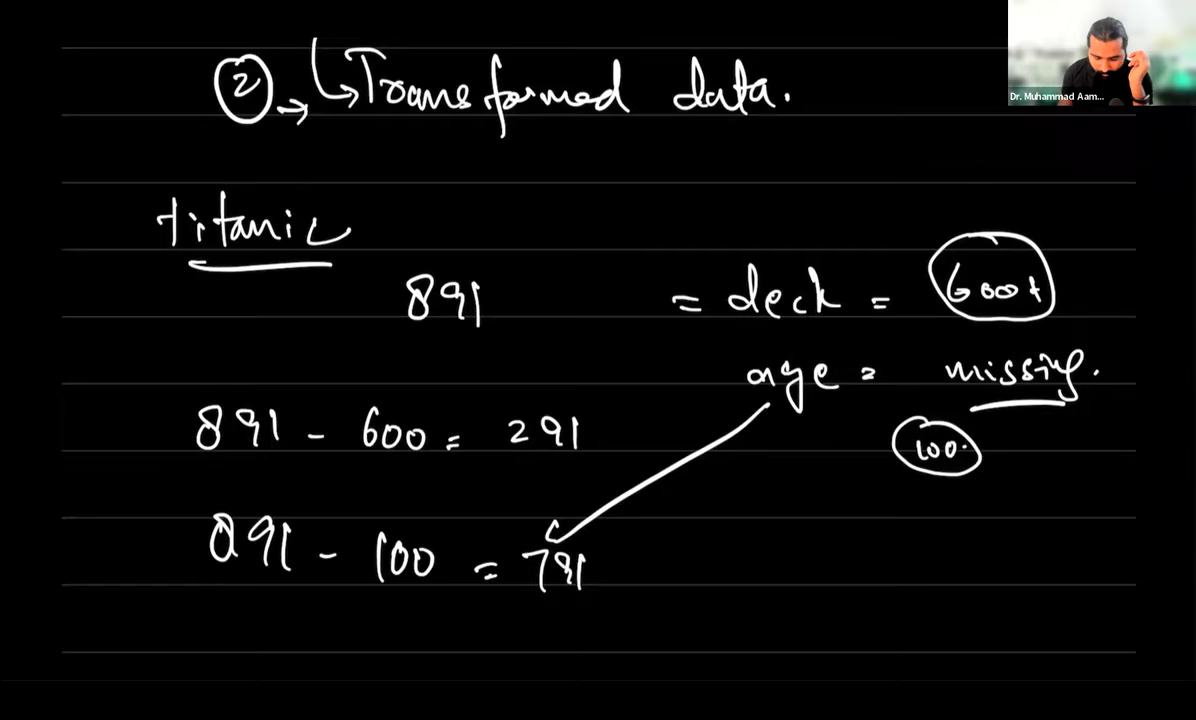 ② → ↳ Transformed data.
Dr. Muhammad Aam...
titanic
891 = deck = 600+
age = missing.
891 - 600 = 291
100.
891 - 100 = 791